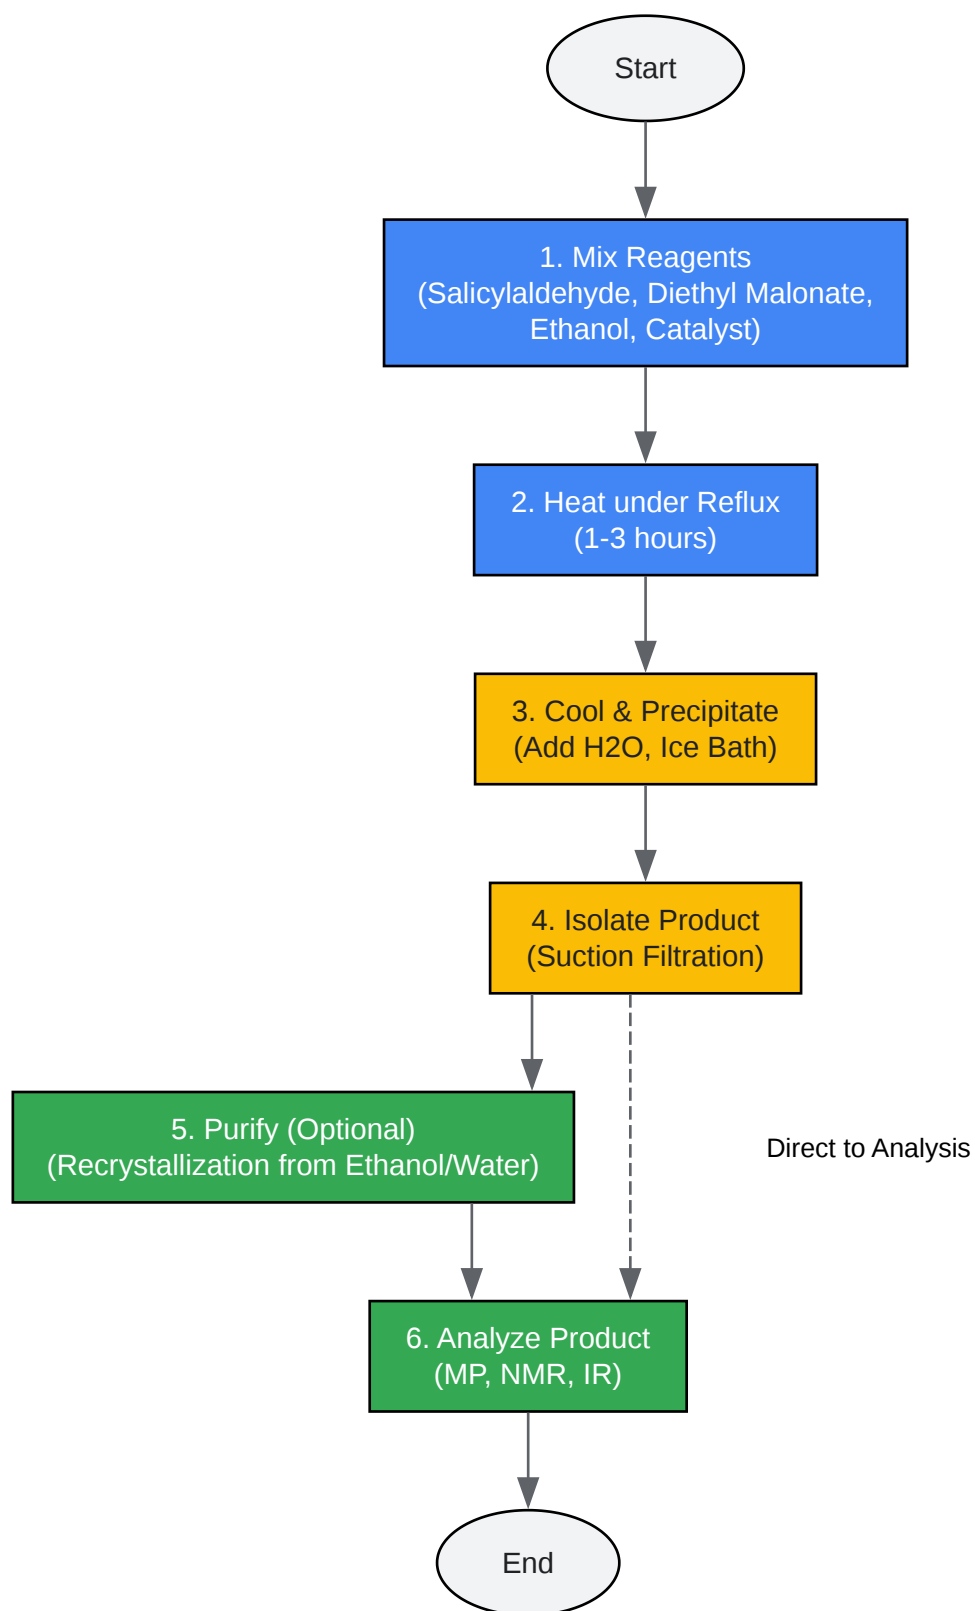 Start
1. Mix Reagents
(Salicylaldehyde, Diethyl Malonate,
Ethanol, Catalyst)
2. Heat under Reflux
(1-3 hours)
3. Cool & Precipitate
(Add H2O, Ice Bath)
4. Isolate Product
(Suction Filtration)
5. Purify (Optional)
(Recrystallization from Ethanol/Water)
Direct to Analysis
6. Analyze Product
(MP, NMR, IR)
End